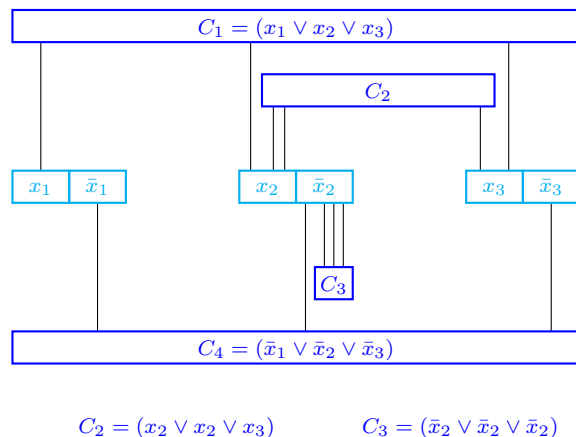 C₁ = (x₁ ∨ x₂ ∨ x₃)
C₂
x₁ x̄₁ x₂ x̄₂ x₃ x̄₃
C₃
C₄ = (x̄₁ ∨ x̄₂ ∨ x̄₃)
C₂ = (x₂ ∨ x₂ ∨ x₃) C₃ = (x̄₂ ∨ x̄₂ ∨ x̄₂)